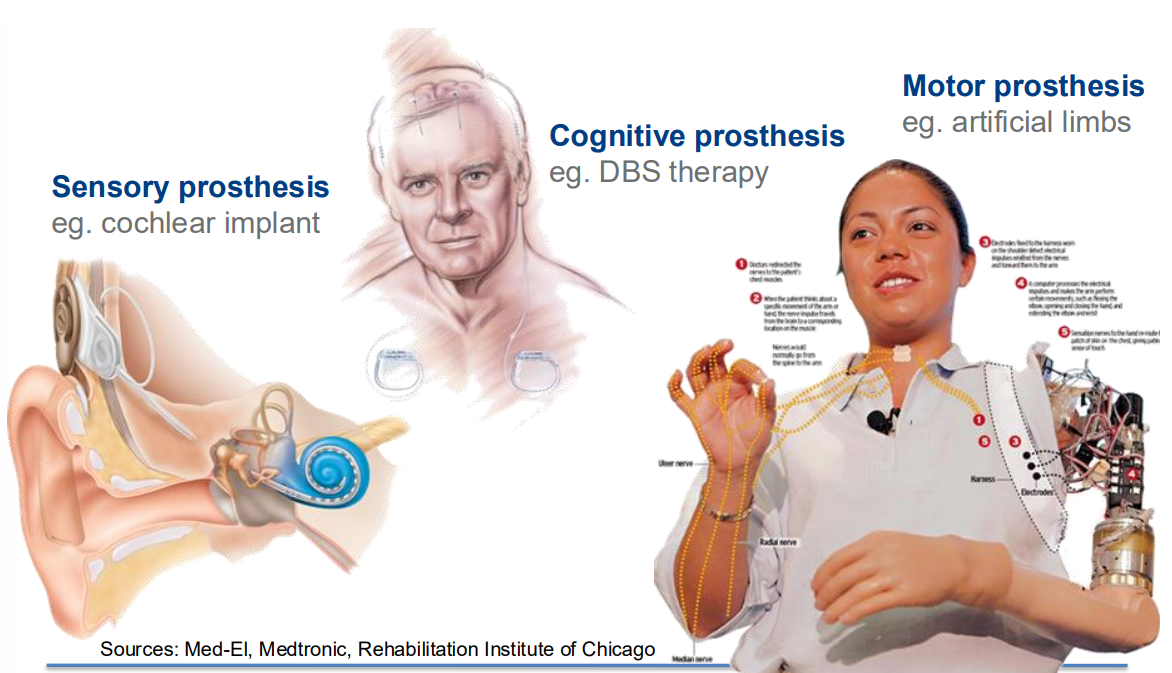 Motor prosthesis
eg. artificial limbs
Cognitive prosthesis
eg. DBS therapy
Sensory prosthesis
eg. cochlear implant
1 Doctors redirected the
nerves to the patient's
chest muscles
2 When the patient thinks about a
specific movement of the arm or
hand, the nerve impulse travels
from the brain to a corresponding
location on the muscle
Nerves would
normally go from
the spine to the arm
3 Electrodes fixed to the harness worn
on the shoulder detect electrical
impulses emitted from the nerves
and forward them to the arm
4 A computer processes the electrical
impulses and makes the arm perform
certain movements, such as flexing the
elbow, opening and closing the hand, and
extending the elbow and wrist
5 Sensation nerves to the hand re-route t
patch of skin on the chest, giving patie
sense of touch
1
5
3
4
Ulner nerve
Harness
Electrodes
Radial nerve
Median nerve
Sources: Med-El, Medtronic, Rehabilitation Institute of Chicago